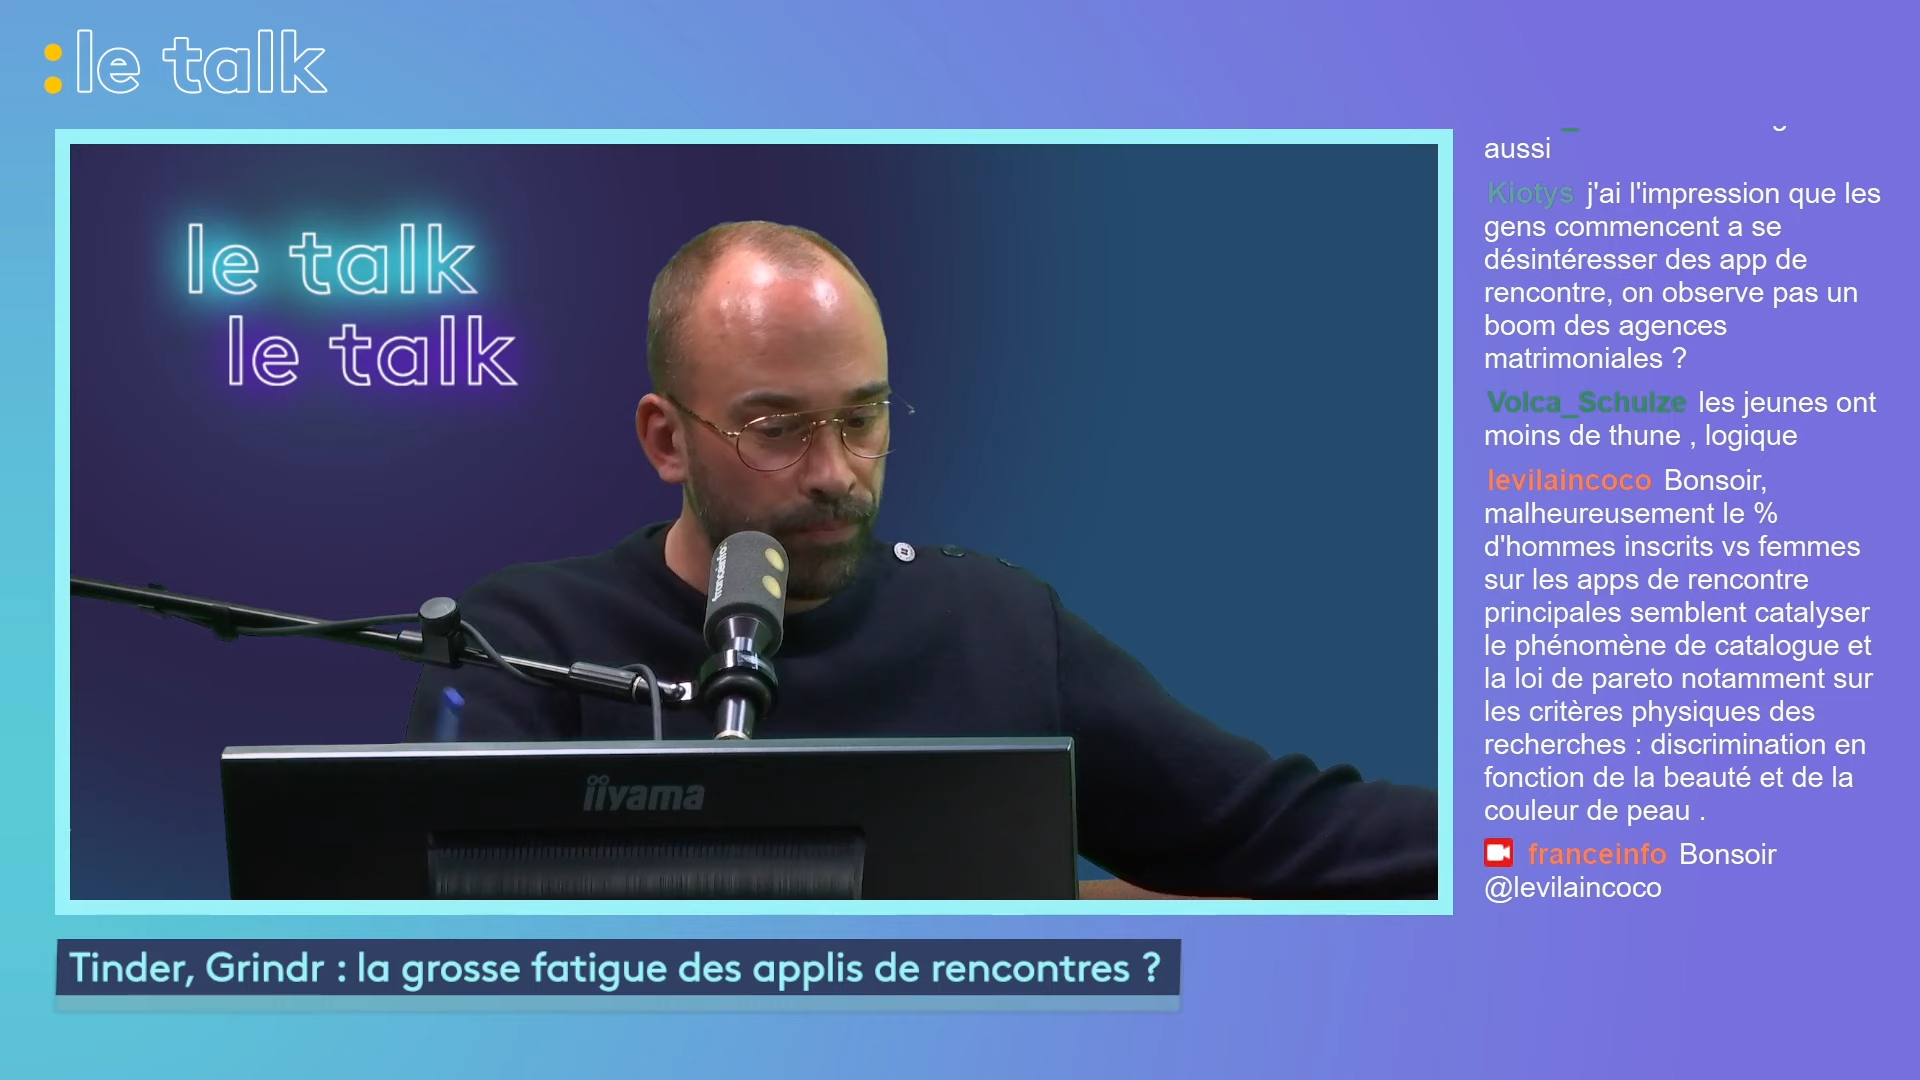 :le talk
le talk
le talk
franceinfo:
iiyama
aussi
Kiotys j'ai l'impression que les
gens commencent a se
désintéresser des app de
rencontre, on observe pas un
boom des agences
matrimoniales ?
Volca_Schulze les jeunes ont
moins de thune , logique
levilaincoco Bonsoir,
malheureusement le %
d'hommes inscrits vs femmes
sur les apps de rencontre
principales semblent catalyser
le phénomène de catalogue et
la loi de pareto notamment sur
les critères physiques des
recherches : discrimination en
fonction de la beauté et de la
couleur de peau .
franceinfo Bonsoir
@levilaincoco
Tinder, Grindr : la grosse fatigue des applis de rencontres ?